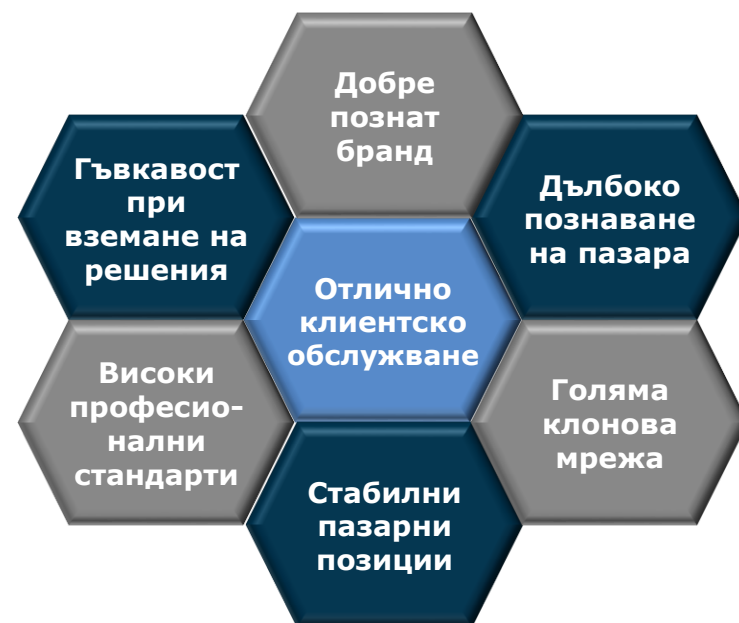 Добре
познат
бранд
Гъвкавост
при
вземане на
решения
Дълбоко
познаване
на пазара
Отлично
клиентско
обслужване
Високи
професио-
нални
стандарти
Голяма
клонова
мрежа
Стабилни
пазарни
позиции